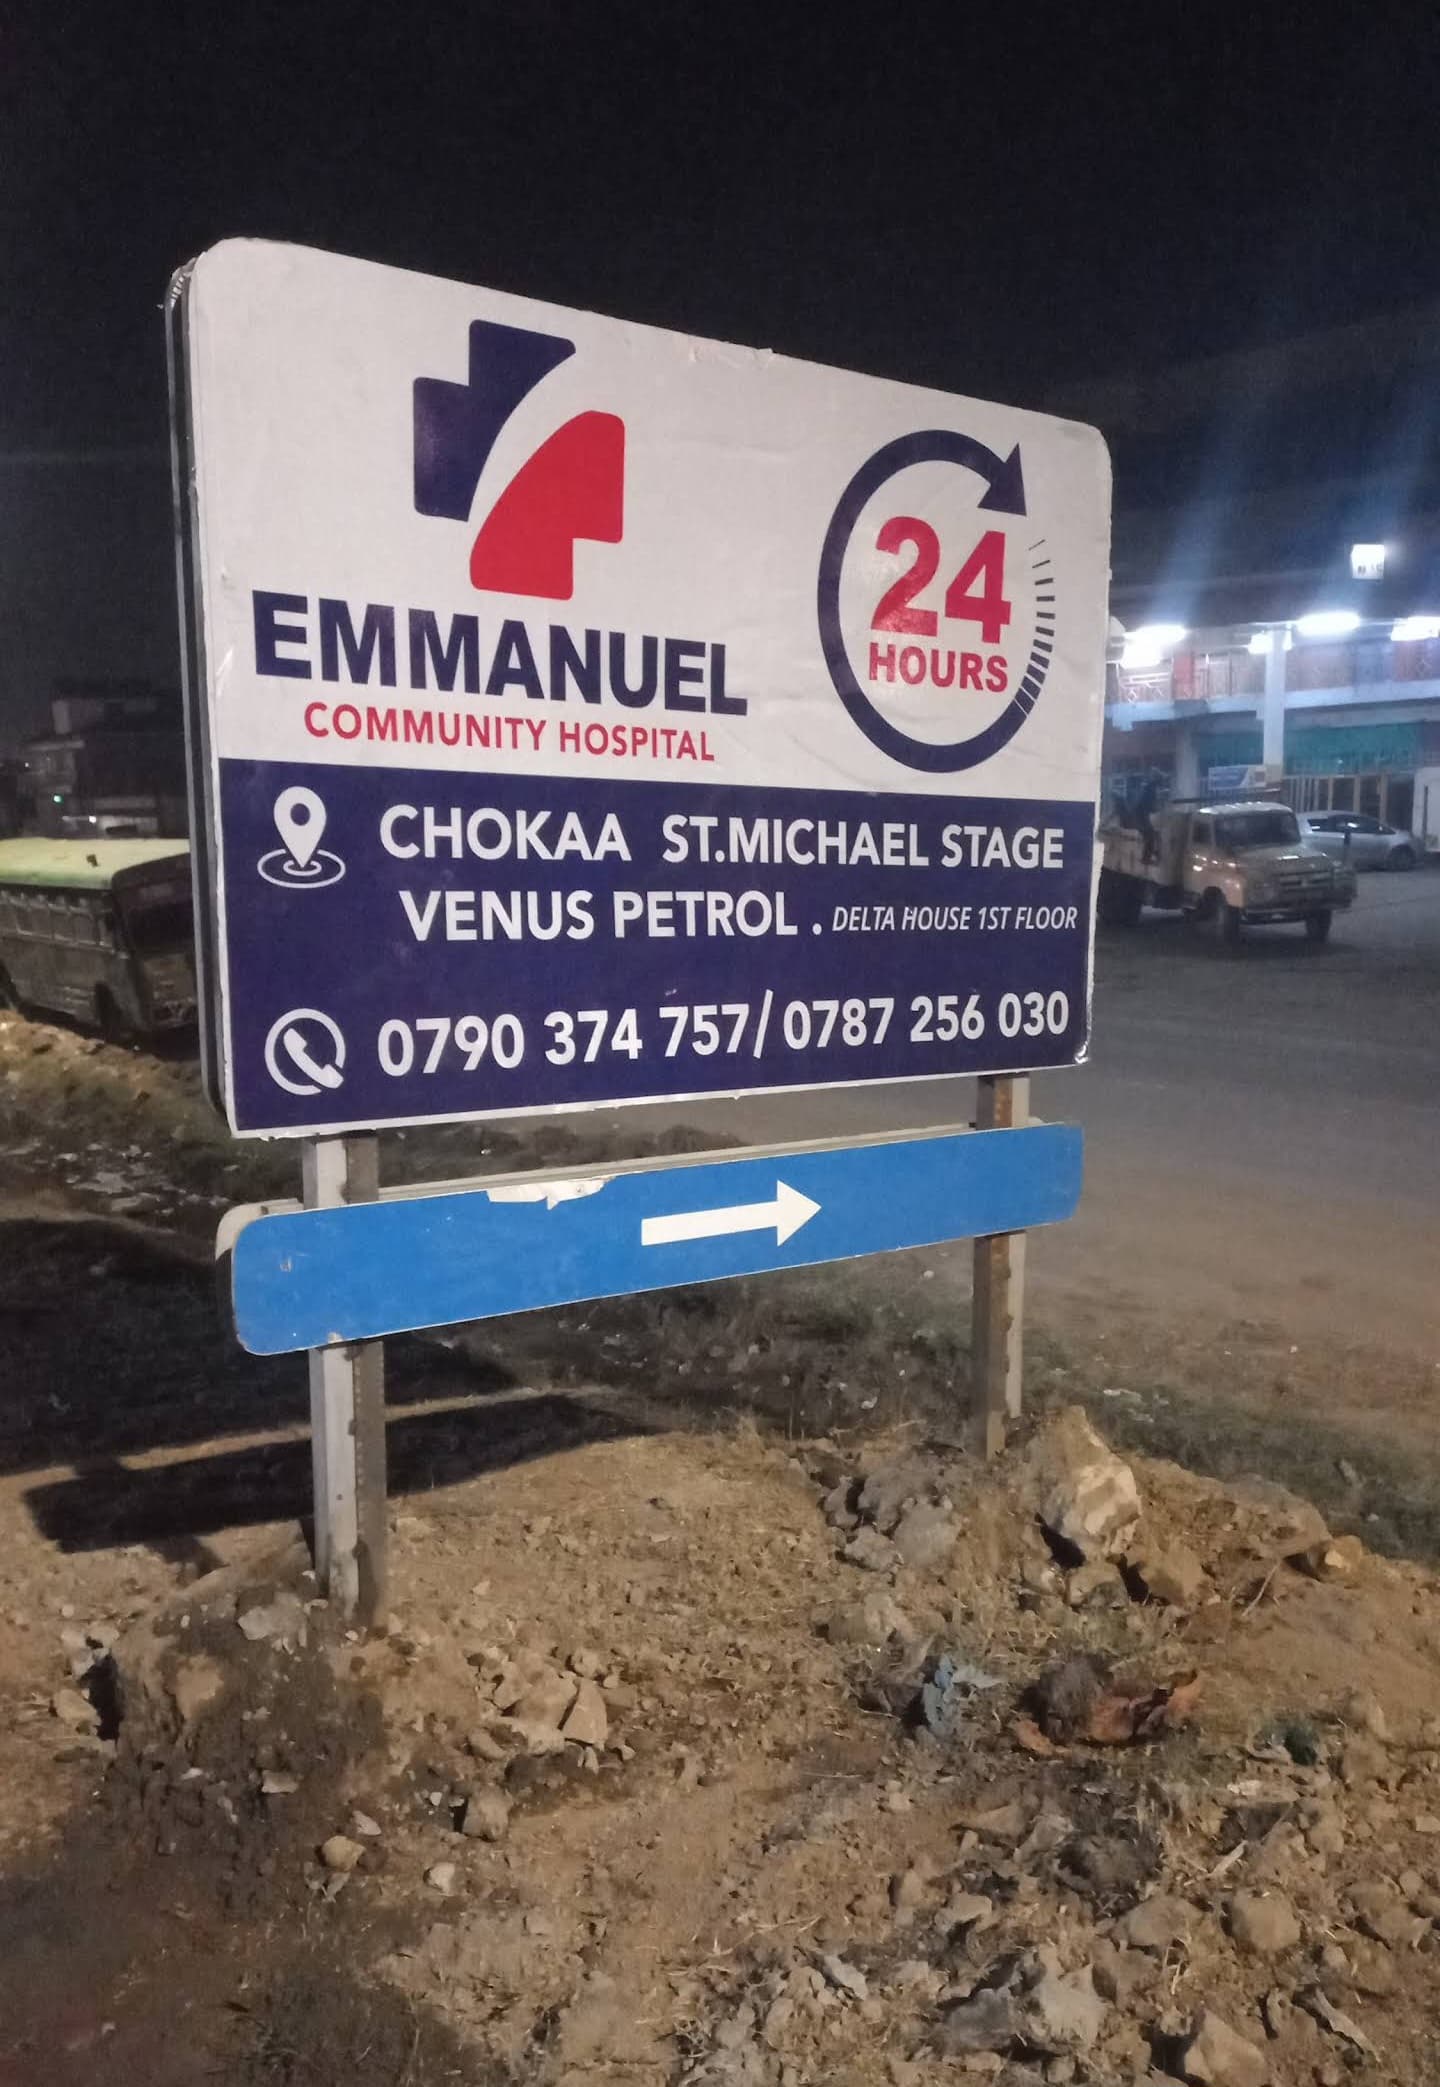 EMMANUEL
COMMUNITY HOSPITAL
24
HOURS
CHOKAA ST.MICHAEL STAGE
VENUS PETROL . DELTA HOUSE 1ST FLOOR
0790 374 757/0787 256 030